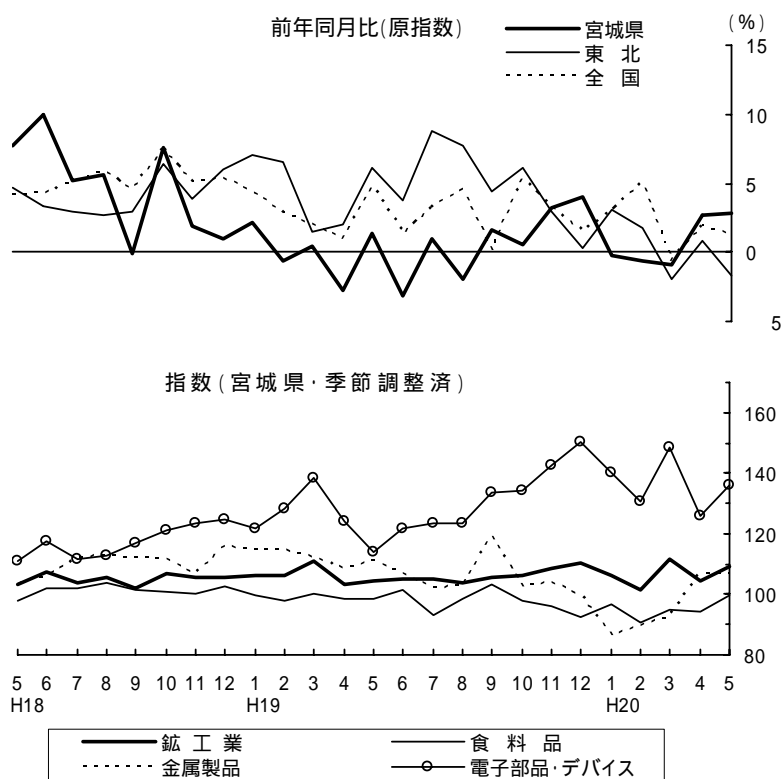 前年同月比(原指数)
(%)
宮城県
東 北
全 国
15
10
5
0
5
指数(宮城県・季節調整済)
160
140
120
100
80
5 6 7 8 9 10 11 12 1 2 3 4 5 6 7 8 9 10 11 12 1 2 3 4 5
H18 H19 H20
鉱 工 業 食 料 品
金属製品 電子部品・デバイス